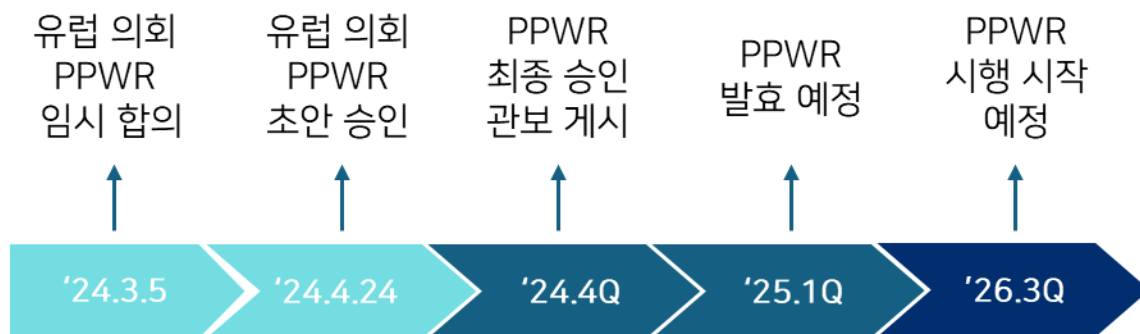 유럽 의회
PPWR
임시 합의
유럽 의회
PPWR
초안 승인
PPWR
최종 승인
관보 게시
PPWR
발효 예정
PPWR
시행 시작
예정
‘24.3.5
‘24.4.24
‘24.4Q
‘25.1Q
‘26.3Q